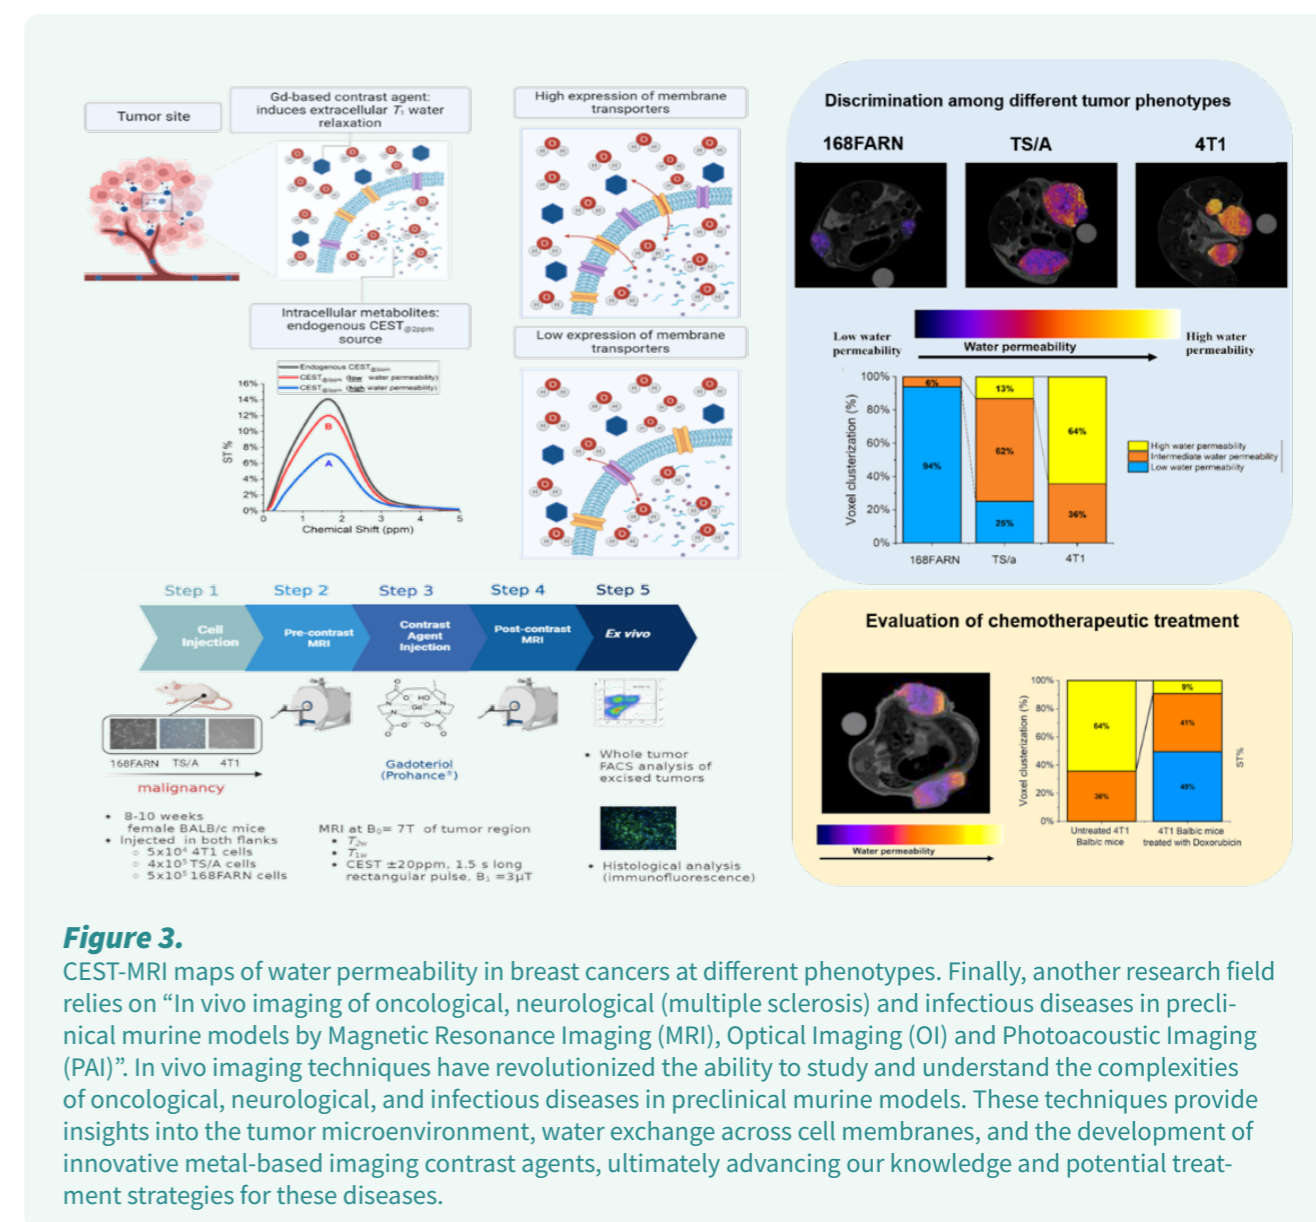 Tumor site
Gd-based contrast agent:
induces extracellular T₁ water
relaxation
Intracellular metabolites:
endogenous CEST@2ppm
source
High expression of membrane
transporters
Low expression of membrane
transporters
Endogenous CEST@2ppm
CEST@2ppm (low water permeability)
CEST@2ppm (high water permeability)
16%
14%
12%
10%
8%
6%
4%
2%
0%
ST%
B
A
0 1 2 3 4 5
Chemical Shift (ppm)
Discrimination among different tumor phenotypes
168FARN TS/A 4T1
Low water
permeability
Water permeability
High water
permeability
100%
80%
60%
40%
20%
0%
Voxel clusterization (%)
6%
94%
13%
62%
25%
64%
36%
168FARN TS/a 4T1
High water permeability
Intermediate water permeability
Low water permeability
Step 1 Step 2 Step 3 Step 4 Step 5
Cell
Injection
Pre-contrast
MRI
Contrast
Agent
Injection
Post-contrast
MRI
Ex vivo
168FARN TS/A 4T1
malignancy
• 8-10 weeks
female BALB/c mice
• Injected in both flanks
○ 5x10⁴ 4T1 cells
○ 4x10⁵ TS/A cells
○ 5x10⁵ 168FARN cells
Gd³⁺
HO
Gadoteriol
(Prohance®)
MRI at B₀= 7T of tumor region
• T2w
• T1w
• CEST ±20ppm, 1.5 s long
rectangular pulse, B₁ =3µT
• Whole tumor
FACS analysis of
excised tumors
• Histological analysis
(immunofluorescence)
Evaluation of chemotherapeutic treatment
Water permeability
100%
80%
60%
40%
20%
0%
Voxel clusterization (%)
64%
36%
9%
41%
49%
ST%
Untreated 4T1
Balb/c mice
4T1 Balb/c mice
treated with Doxorubicin
Figure 3.
CEST-MRI maps of water permeability in breast cancers at different phenotypes. Finally, another research field
relies on “In vivo imaging of oncological, neurological (multiple sclerosis) and infectious diseases in precli-
nical murine models by Magnetic Resonance Imaging (MRI), Optical Imaging (OI) and Photoacoustic Imaging
(PAI)”. In vivo imaging techniques have revolutionized the ability to study and understand the complexities
of oncological, neurological, and infectious diseases in preclinical murine models. These techniques provide
insights into the tumor microenvironment, water exchange across cell membranes, and the development of
innovative metal-based imaging contrast agents, ultimately advancing our knowledge and potential treat-
ment strategies for these diseases.